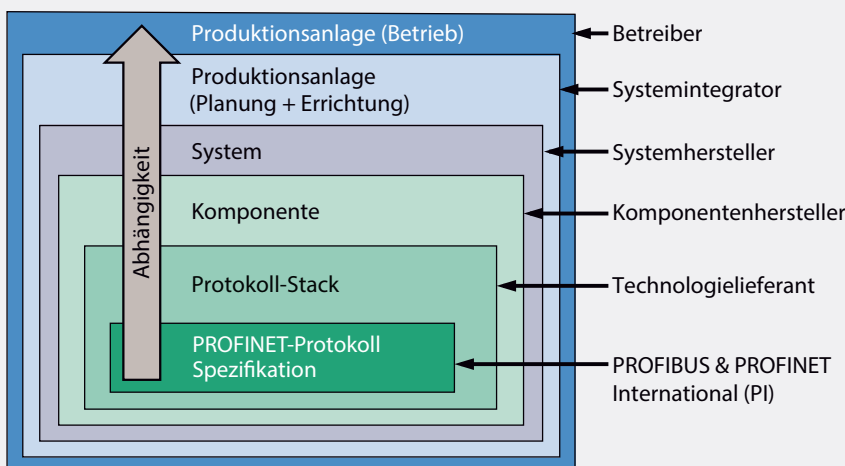 Produktionsanlage (Betrieb)
Betreiber
Produktionsanlage
(Planung + Errichtung)
Systemintegrator
System
Systemhersteller
Komponente
Komponentenhersteller
Protokoll-Stack
Technologielieferant
PROFINET-Protokoll
Spezifikation
PROFIBUS & PROFINET
International (PI)
Abhängigkeit